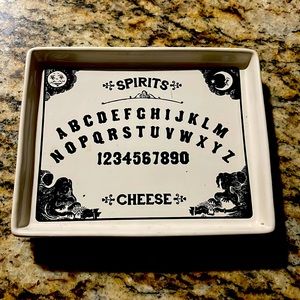 SPIRITS
ABCDEFGHIJKLM
NOPQRSTUVWXYZ
1234567890
CHEESE